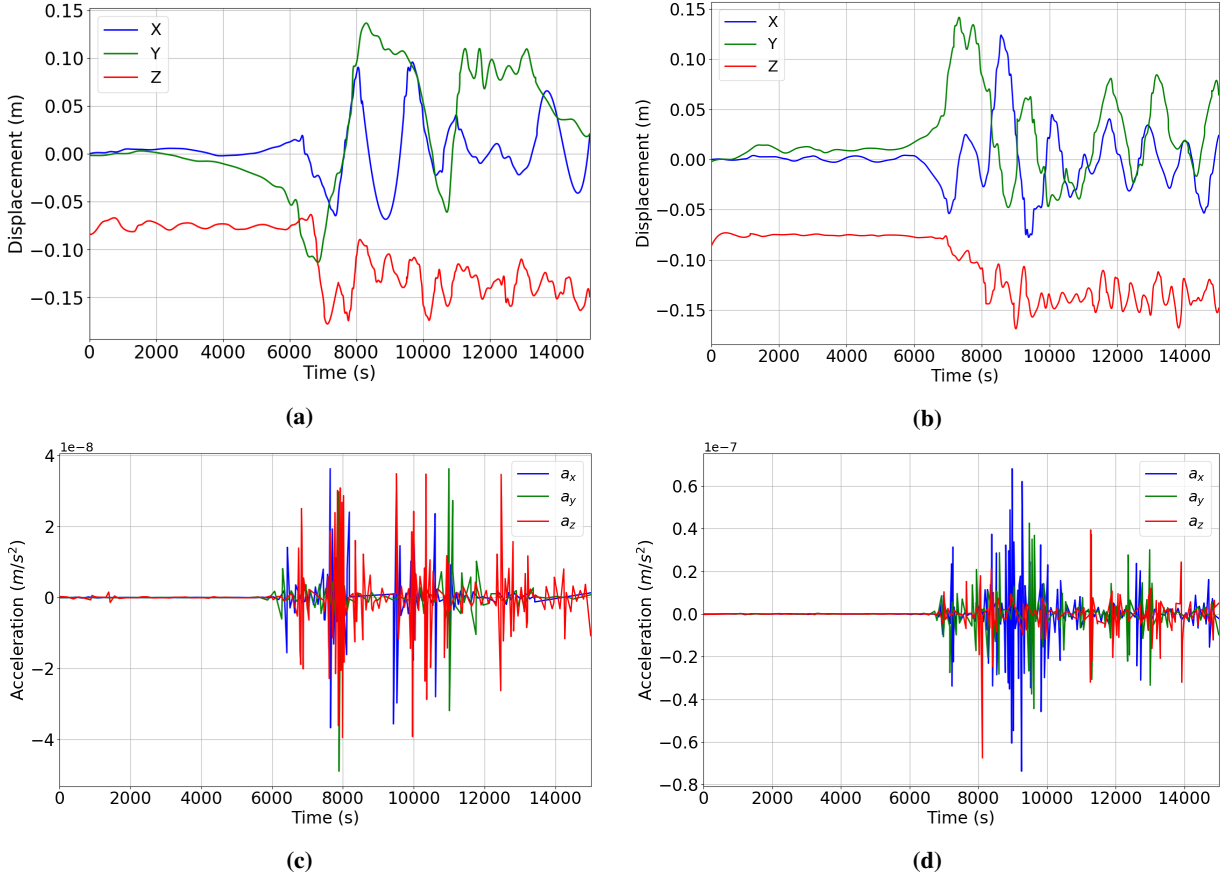 0.15
0.10
0.05
0.00
−0.05
−0.10
−0.15
Displacement (m)
X
Y
Z
0 2000 4000 6000 8000 10000 12000 14000
Time (s)
(a)
0.15
0.10
0.05
0.00
−0.05
−0.10
−0.15
Displacement (m)
X
Y
Z
0 2000 4000 6000 8000 10000 12000 14000
Time (s)
(b)
1e−8
4
2
0
−2
−4
Acceleration (m/s²)
aₓ
a_y
a_z
0 2000 4000 6000 8000 10000 12000 14000
Time (s)
(c)
1e−7
0.6
0.4
0.2
0.0
−0.2
−0.4
−0.6
−0.8
Acceleration (m/s²)
aₓ
a_y
a_z
0 2000 4000 6000 8000 10000 12000 14000
Time (s)
(d)